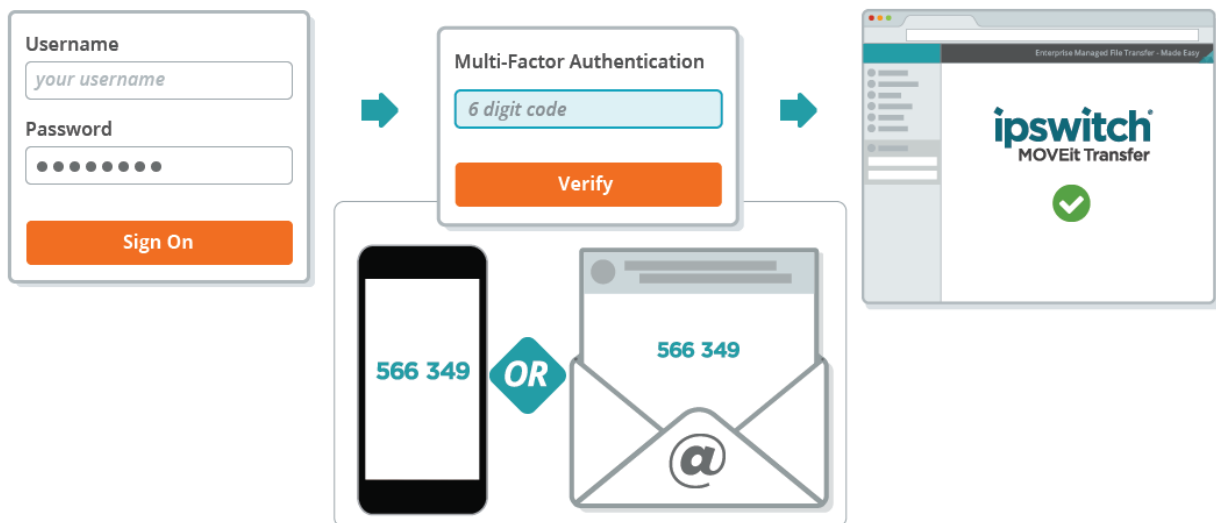 Username
your username
Password
Sign On
Multi-Factor Authentication
6 digit code
Verify
566 349
OR
566 349
@
Enterprise Managed File Transfer - Made Easy
ipswitch
MOVEit Transfer